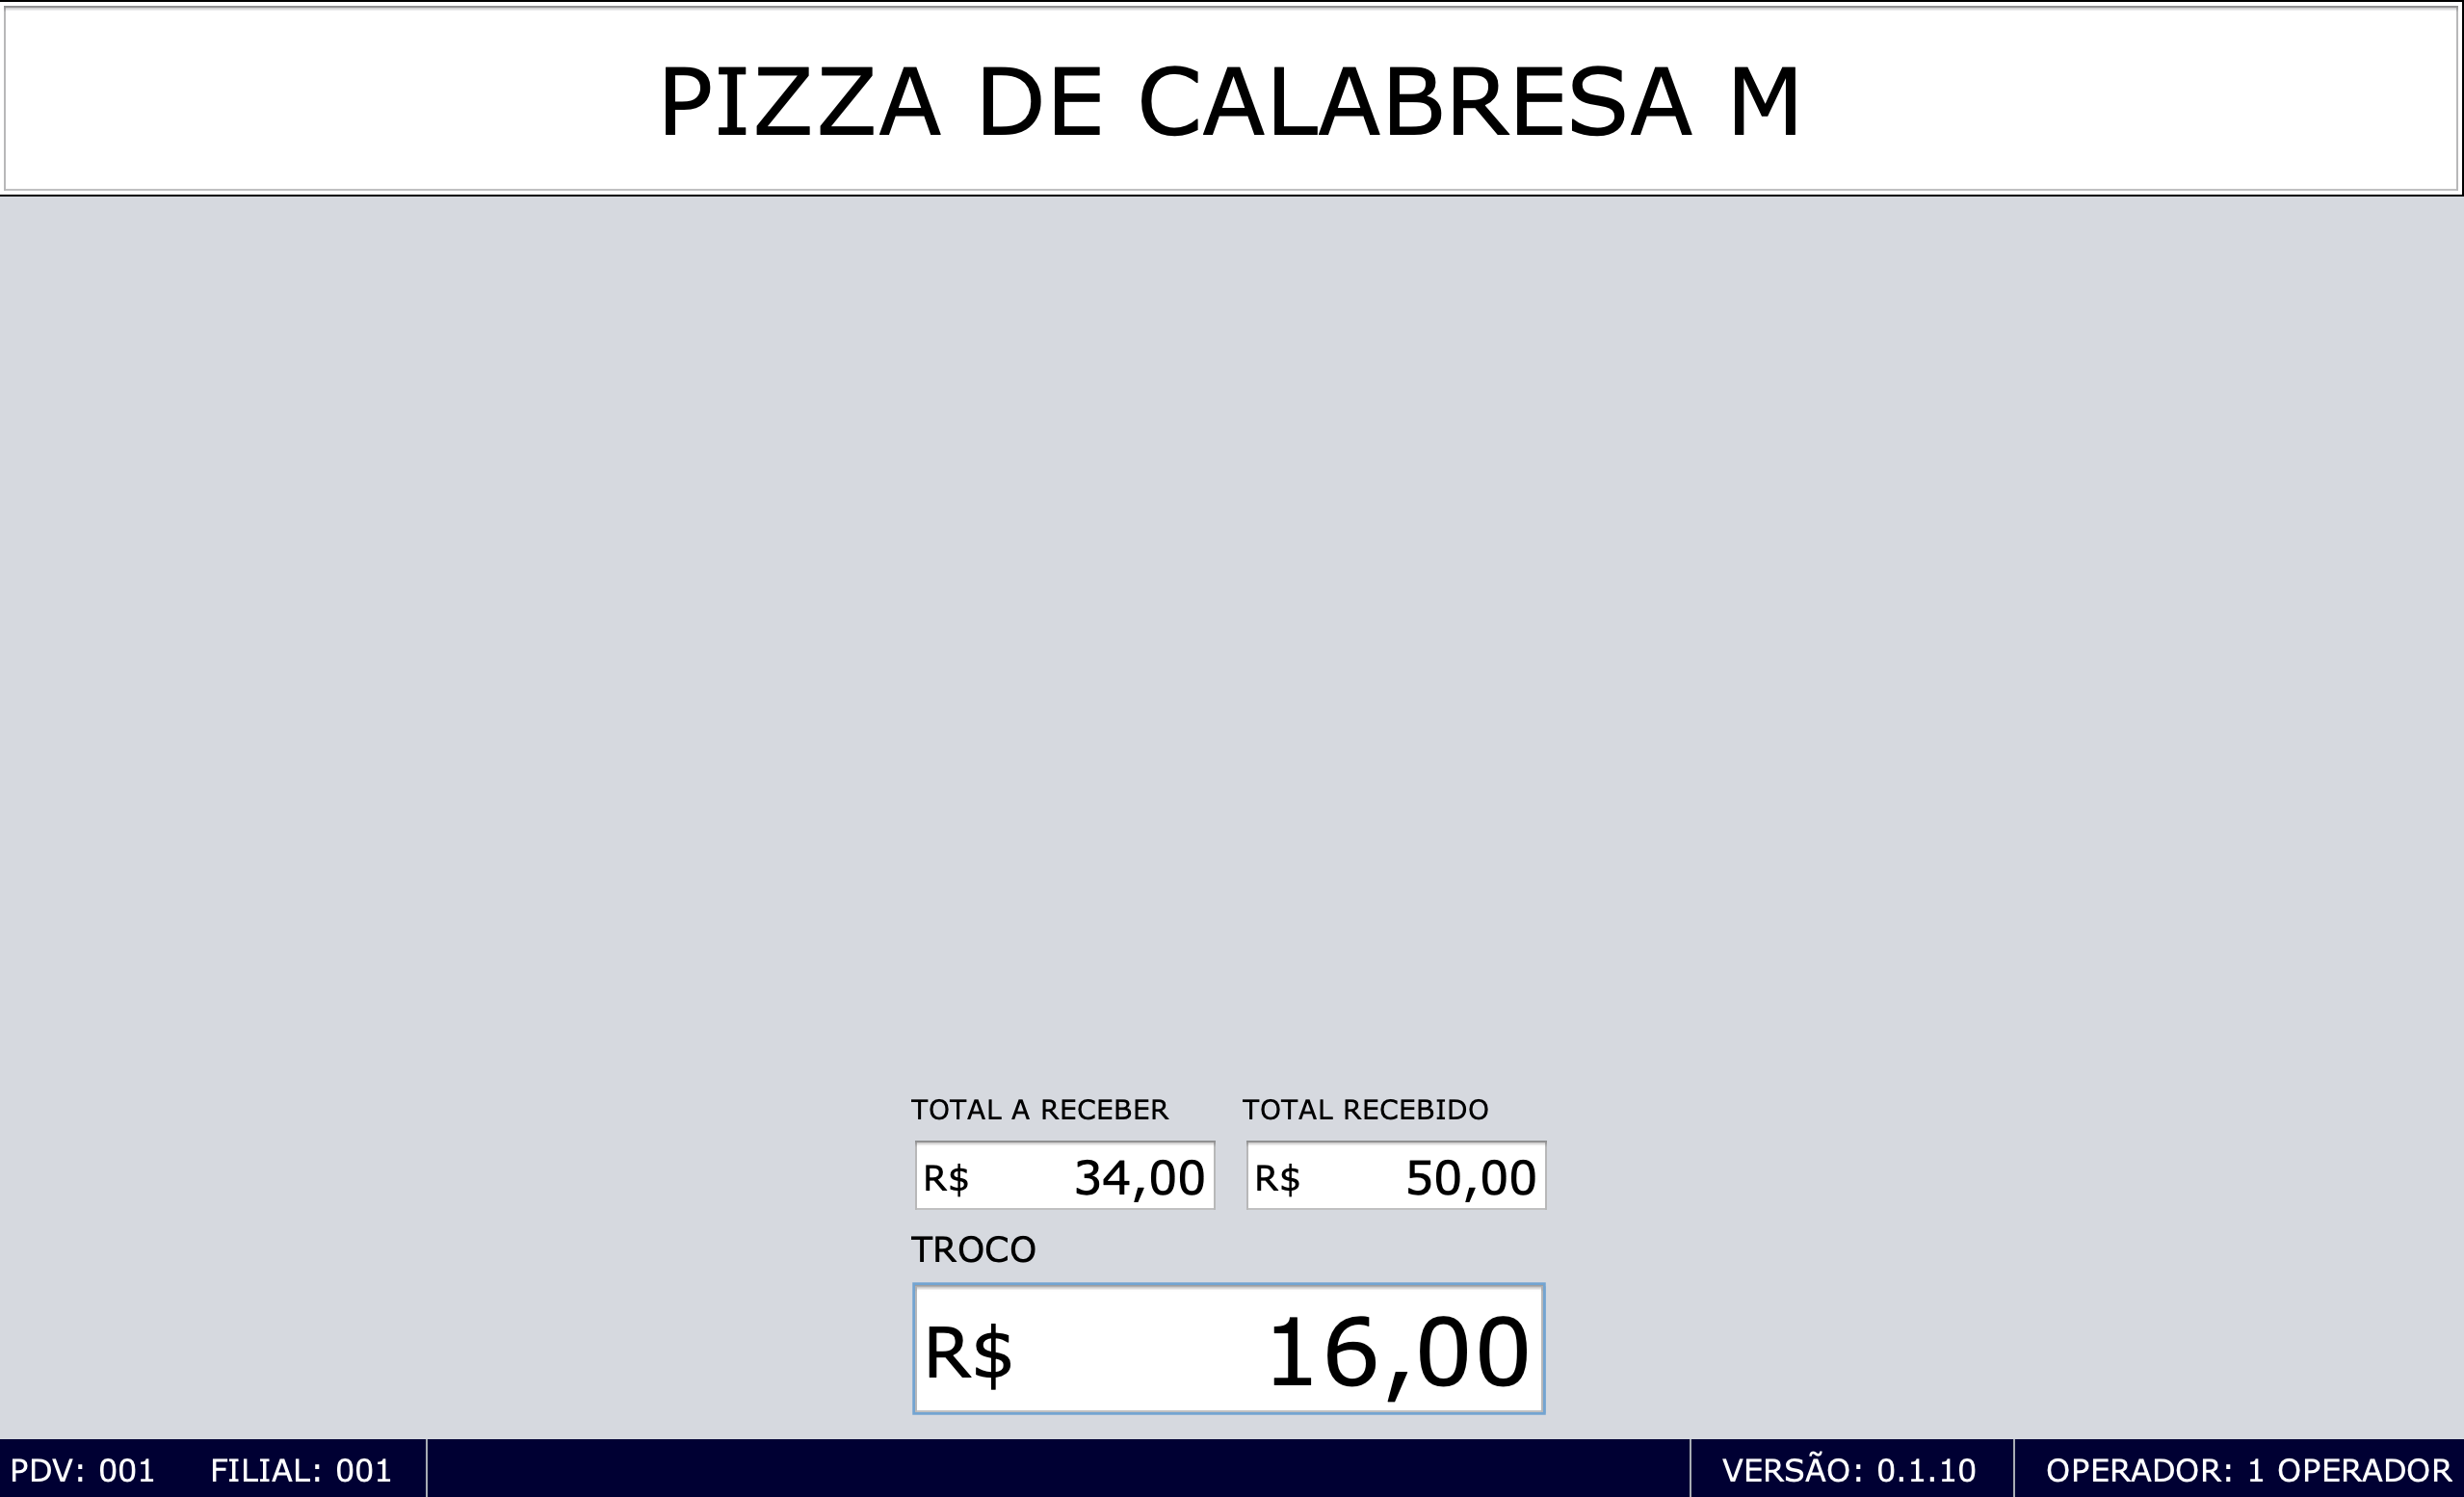 PIZZA DE CALABRESA M
TOTAL A RECEBER TOTAL RECEBIDO
R$ 34,00 R$ 50,00
TROCO
R$ 16,00
PDV: 001 FILIAL: 001 VERSÃO: 0.1.10 OPERADOR: 1 OPERADOR